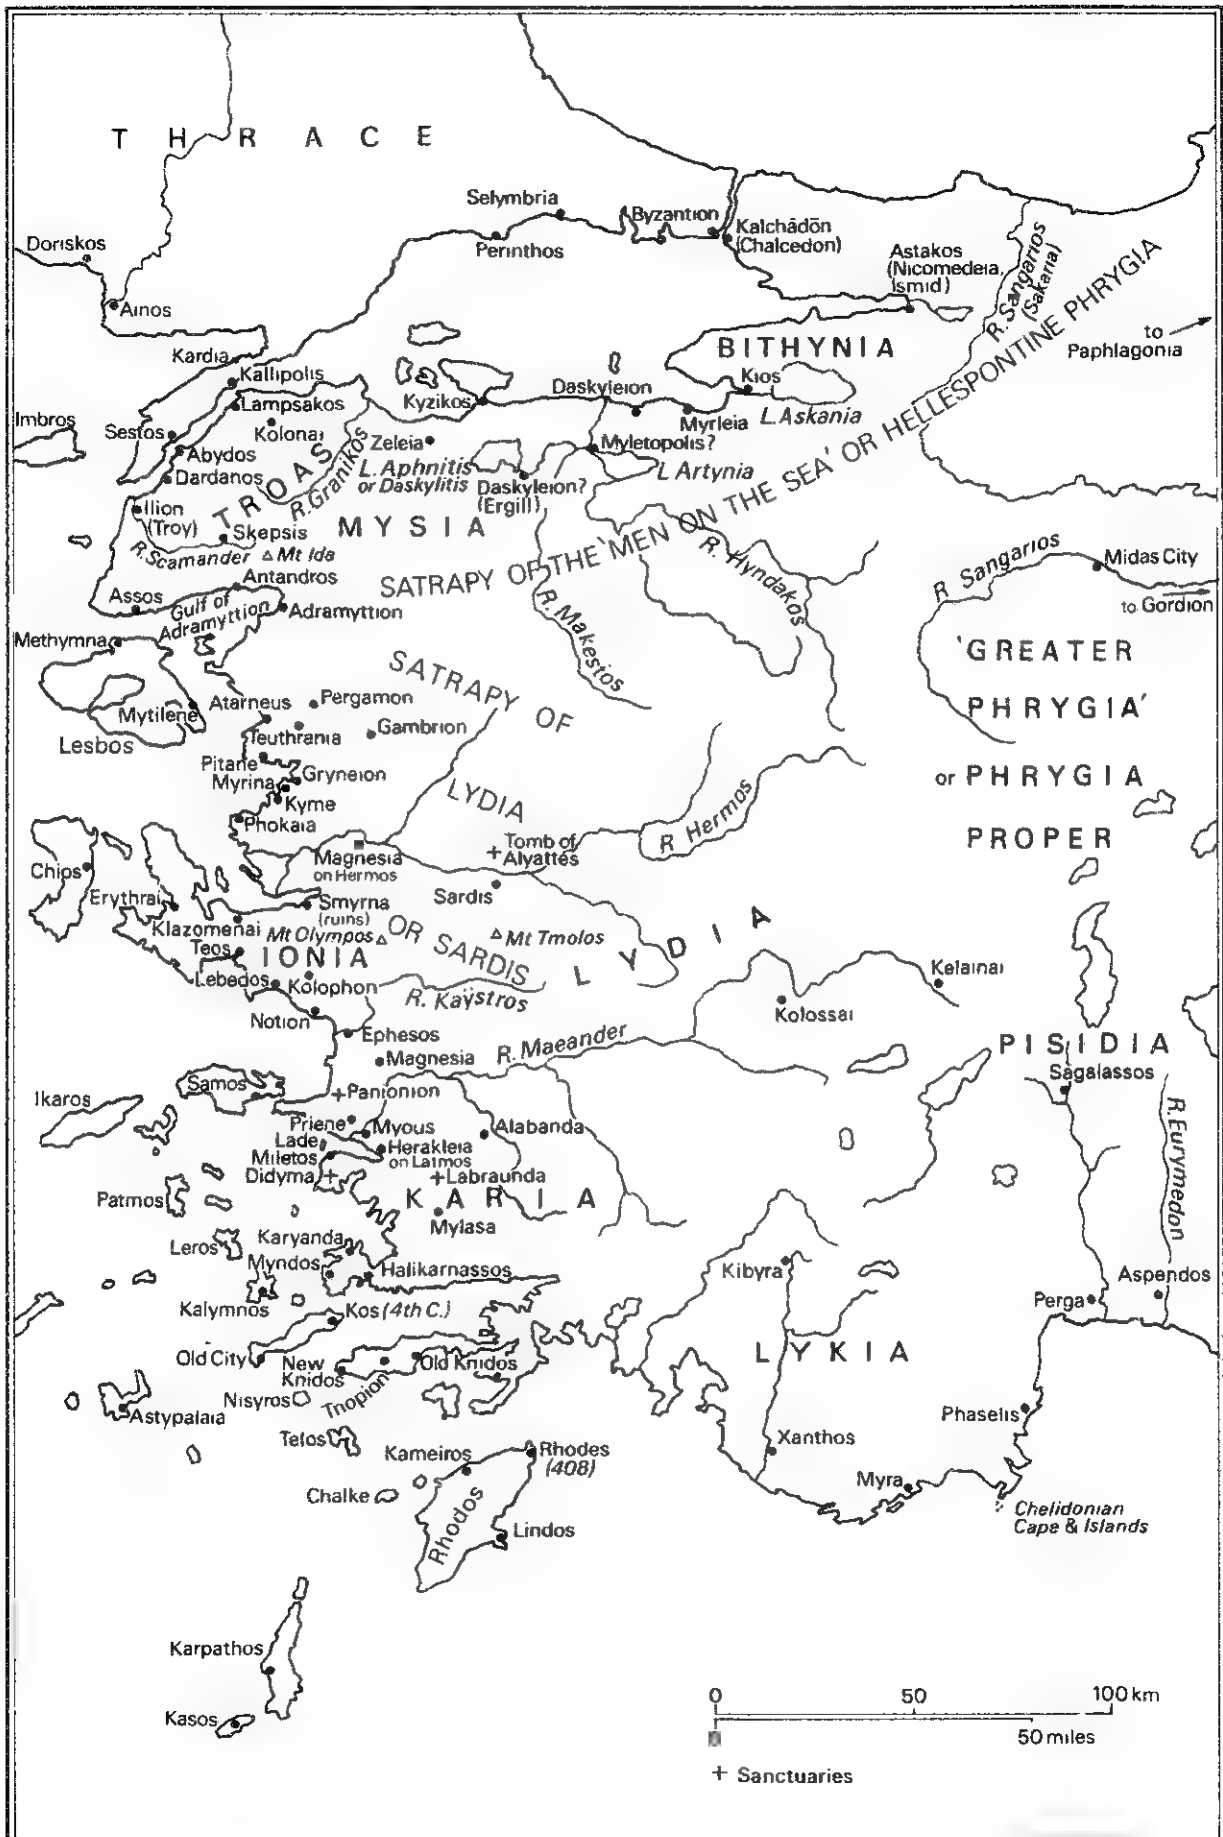 THRACE
Selymbria
Byzantion
Perinthos
Kalchādōn
(Chalcedon)
Doriskos
Astakos
(Nicomedeia,
Ismid)
R. Sangarios
(Sakaria)
Ainos
to
Paphlagonia
BITHYNIA
Kardia
Kallipolis
Kios
Daskyleion
Lampsakos
Kyzikos
Imbros
Kolonai
Myrleia
L. Askania
Sestos
Zeleia
Myletopolis?
Abydos
L. Aphnitis
or Daskylitis
L Artynia
Dardanos
TROAS
R. Granikos
Daskyleion?
(Ergili)
Ilion
(Troy)
MYSIA
Skepsis
R. Scamander
Mt Ida
SATRAPY OF THE 'MEN ON THE SEA' OR HELLESPONTINE PHRYGIA
R. Hyndakos
R Sangarios
Midas City
to Gordion
Antandros
Assos
Gulf of
Adramyttion
Adramyttion
R. Makestos
Methymna
'GREATER
PHRYGIA'
or PHRYGIA
PROPER
SATRAPY OF
LYDIA
OR SARDIS
Atarneus
Pergamon
Mytilene
Teuthrania
Gambrion
Lesbos
Pitane
Gryneion
Myrina
Kyme
Phokaia
R Hermos
Magnesia
on Hermos
+ Tomb of
Alyattes
Chios
Sardis
Erythrai
Smyrna
(ruins)
Klazomenai
Mt Olympos
Mt Tmolos
Teos
IONIA
LYDIA
Lebedos
Kolophon
R. Kaÿstros
Kelainai
Kolossai
Notion
Ephesos
R. Maeander
Magnesia
PISIDIA
Sagalassos
Samos
+ Panionion
Ikaros
Priene
Myous
Alabanda
Lade
Herakleia
on Latmos
Miletos
Didyma +
+ Labraunda
R. Eurymedon
Patmos
KARIA
Mylasa
Leros
Karyanda
Myndos
Halikarnassos
Kibyra
Aspendos
Kalymnos
Kos (4th C.)
Perga
Old City
New
Knidos
Old Knidos
LYKIA
Nisyros
Triopion
Astypalaia
Phaselis
Telos
Kameiros
Rhodes
(408)
Xanthos
Chalke
Myra
Rhodos
Chelidonian
Cape & Islands
Lindos
Karpathos
Kasos
0 50 100 km
0 50 miles
+ Sanctuaries